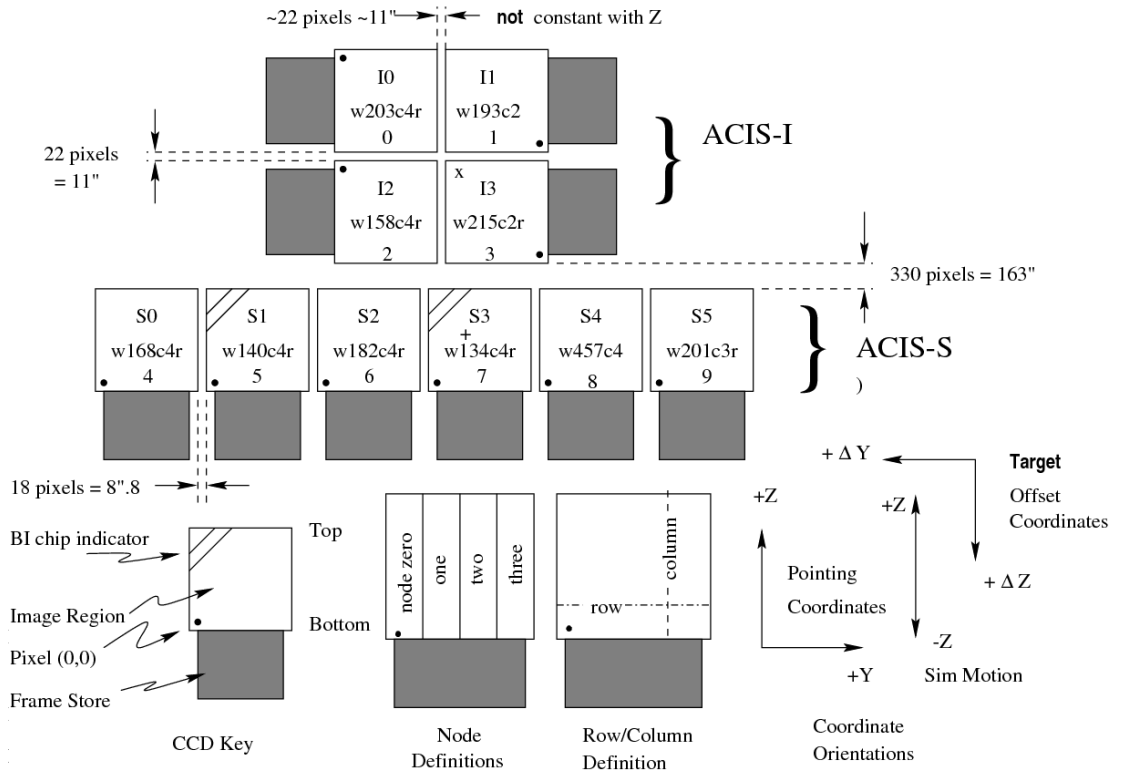 ~22 pixels ~11"
not constant with Z
I0
w203c4r
0
I1
w193c2
1
ACIS-I
22 pixels
= 11"
I2
w158c4r
2
x
I3
w215c2r
3
330 pixels = 163"
S0
w168c4r
4
S1
w140c4r
5
S2
w182c4r
6
S3
+
w134c4r
7
S4
w457c4
8
S5
w201c3r
9
ACIS-S
)
18 pixels = 8".8
BI chip indicator
Image Region
Pixel (0,0)
Frame Store
Top
Bottom
CCD Key
node zero
one
two
three
Node
Definitions
column
row
Row/Column
Definition
+ Δ Y
Target
Offset
Coordinates
+ Δ Z
+Z
Pointing
Coordinates
+Y
+Z
-Z
Sim Motion
Coordinate
Orientations